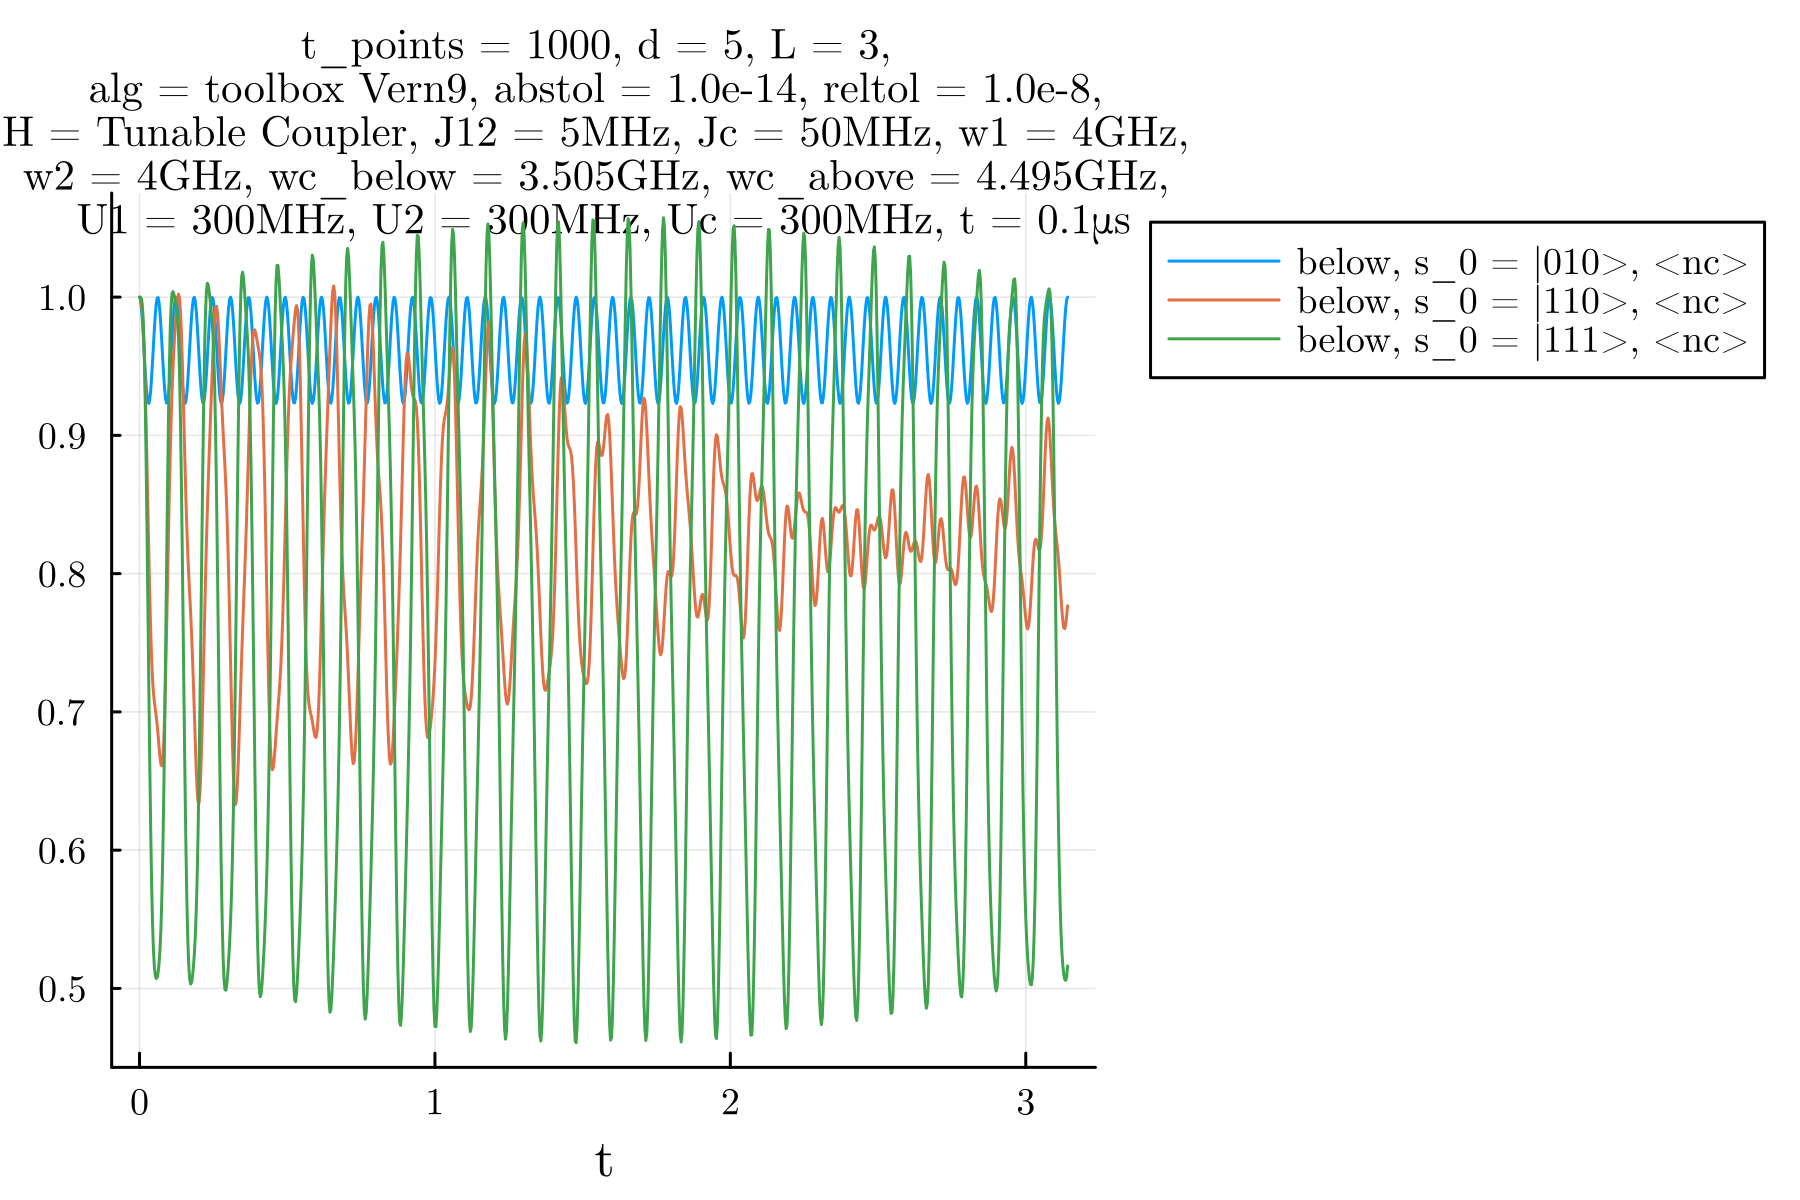 t_points = 1000, d = 5, L = 3,
alg = toolbox Vern9, abstol = 1.0e-14, reltol = 1.0e-8,
H = Tunable Coupler, J12 = 5MHz, Jc = 50MHz, w1 = 4GHz,
w2 = 4GHz, wc_below = 3.505GHz, wc_above = 4.495GHz,
U1 = 300MHz, U2 = 300MHz, Uc = 300MHz, t = 0.1μs
below, s_0 = |010>, <nc>
below, s_0 = |110>, <nc>
below, s_0 = |111>, <nc>
1.0
0.9
0.8
0.7
0.6
0.5
0 1 2 3
t